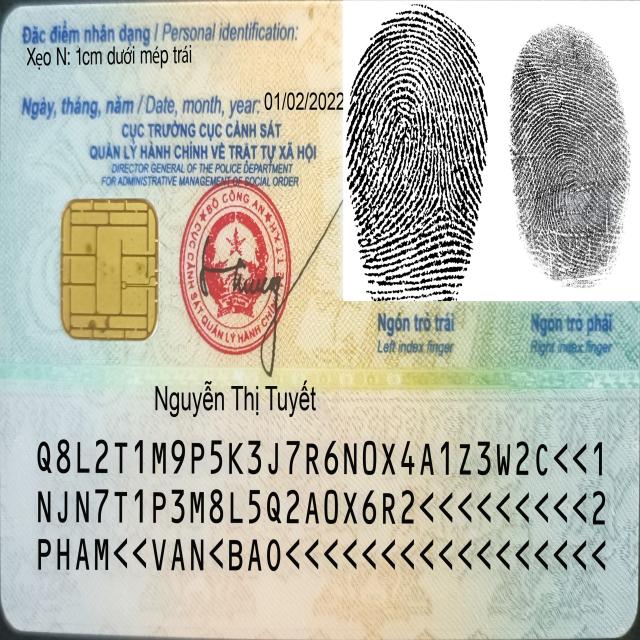 Đặc điểm nhân dạng / Personal identification:
Xẹo N: 1cm dưới mép trái
Ngày, tháng, năm / Date, month, year: 01/02/2022
CỤC TRƯỞNG CỤC CẢNH SÁT
QUẢN LÝ HÀNH CHÍNH VỀ TRẬT TỰ XÃ HỘI
DIRECTOR GENERAL OF THE POLICE DEPARTMENT
FOR ADMINISTRATIVE MANAGEMENT OF SOCIAL ORDER
BỘ CÔNG AN
CỤC CẢNH SÁT QUẢN LÝ HÀNH CHÍNH
Ngón trỏ trái
Left index finger
Ngón trỏ phải
Right index finger
Nguyễn Thị Tuyết
Q8L2T1M9P5K3J7R6N0X4A1Z3W2C<<1
NJN7T1P3M8L5Q2A0X6R2<<<<<<<<<2
PHAM<<VAN<BAO<<<<<<<<<<<<<<<<<